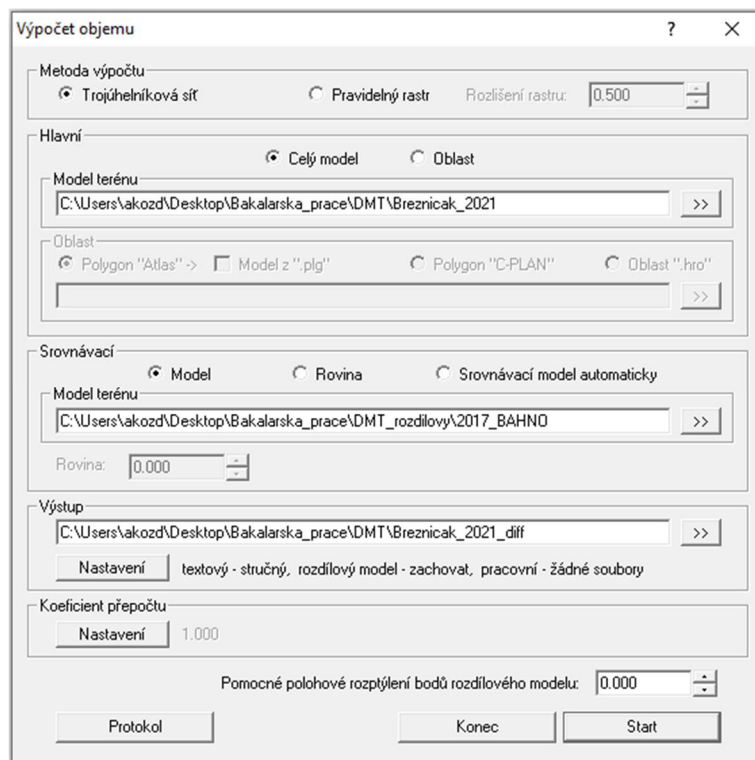 Výpočet objemu ? ×
Metoda výpočtu
Trojúhelníková síť Pravidelný rastr Rozlišení rastru: 0.500
Hlavní
Celý model Oblast
Model terénu
C:\Users\akozd\Desktop\Bakalarska_prace\DMT\Breznicak_2021 >>
Oblast
Polygon "Atlas" -> Model z ".plg" Polygon "C-PLAN" Oblast ".hro"
>>
Srovnávací
Model Rovina Srovnávací model automaticky
Model terénu
C:\Users\akozd\Desktop\Bakalarska_prace\DMT_rozdilovy\2017_BAHNO >>
Rovina: 0.000
Výstup
C:\Users\akozd\Desktop\Bakalarska_prace\DMT\Breznicak_2021_diff >>
Nastavení textový - stručný, rozdílový model - zachovat, pracovní - žádné soubory
Koeficient přepočtu
Nastavení 1.000
Pomocné polohové rozptýlení bodů rozdílového modelu: 0.000
Protokol Konec Start